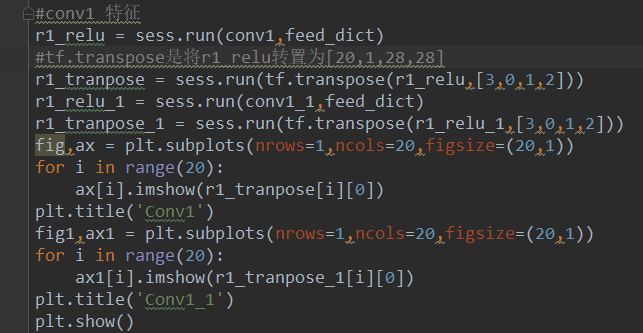 #conv1 特征
r1_relu = sess.run(conv1,feed_dict)
#tf.transpose是将r1_relu转置为[20,1,28,28]
r1_tranpose = sess.run(tf.transpose(r1_relu,[3,0,1,2]))
r1_relu_1 = sess.run(conv1_1,feed_dict)
r1_tranpose_1 = sess.run(tf.transpose(r1_relu_1,[3,0,1,2]))
fig,ax = plt.subplots(nrows=1,ncols=20,figsize=(20,1))
for i in range(20):
    ax[i].imshow(r1_tranpose[i][0])
plt.title('Conv1')
fig1,ax1 = plt.subplots(nrows=1,ncols=20,figsize=(20,1))
for i in range(20):
    ax1[i].imshow(r1_tranpose_1[i][0])
plt.title('Conv1_1')
plt.show()